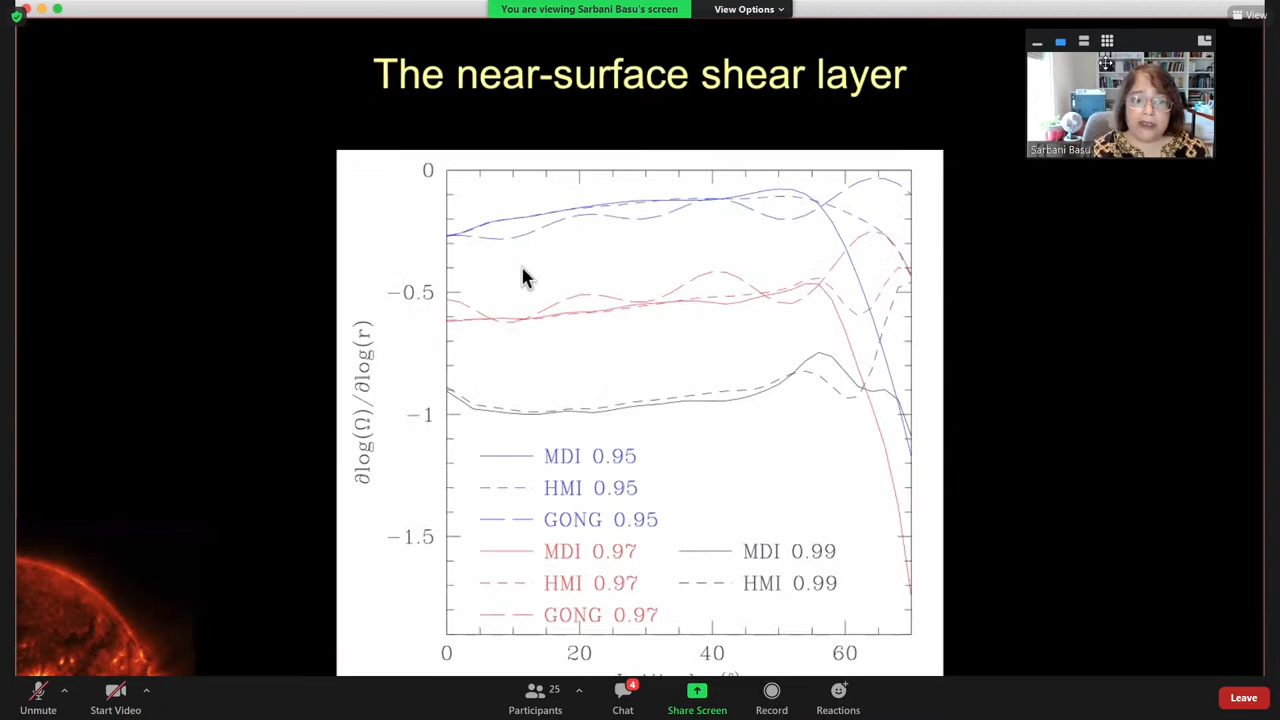 You are viewing Sarbani Basu's screen
View Options
View
The near-surface shear layer
Sarbani Basu
0
−0.5
−1
−1.5
∂log(Ω)/∂log(r)
MDI 0.95
HMI 0.95
GONG 0.95
MDI 0.97
HMI 0.97
GONG 0.97
MDI 0.99
HMI 0.99
0 20 40 60
Unmute
Start Video
25
Participants
4
Chat
Share Screen
Record
Reactions
Leave